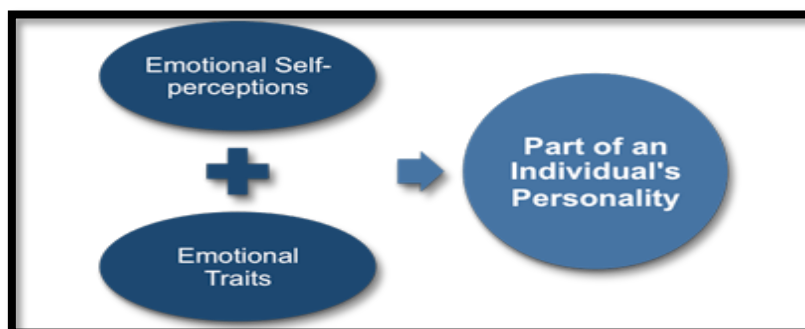 Emotional Self-
perceptions
Emotional
Traits
Part of an
Individual's
Personality